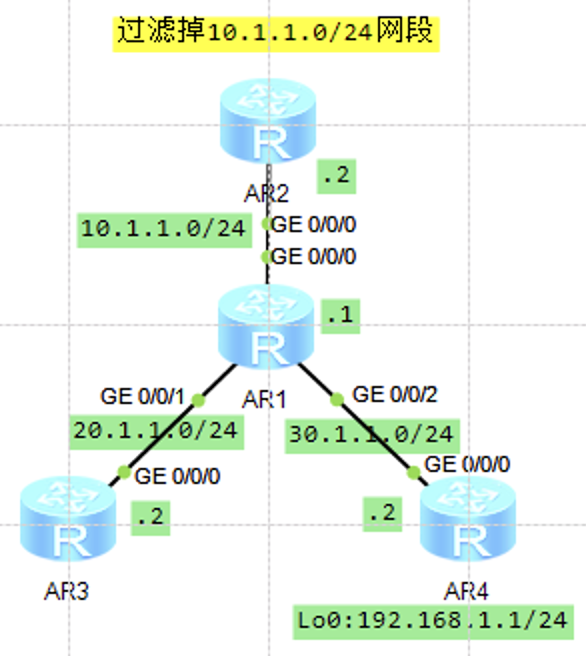 过滤掉10.1.1.0/24网段
R
.2
AR2
10.1.1.0/24
GE 0/0/0
GE 0/0/0
.1
R
AR1
GE 0/0/1
GE 0/0/2
20.1.1.0/24
30.1.1.0/24
GE 0/0/0
GE 0/0/0
R
.2
.2
R
AR3
AR4
Lo0:192.168.1.1/24